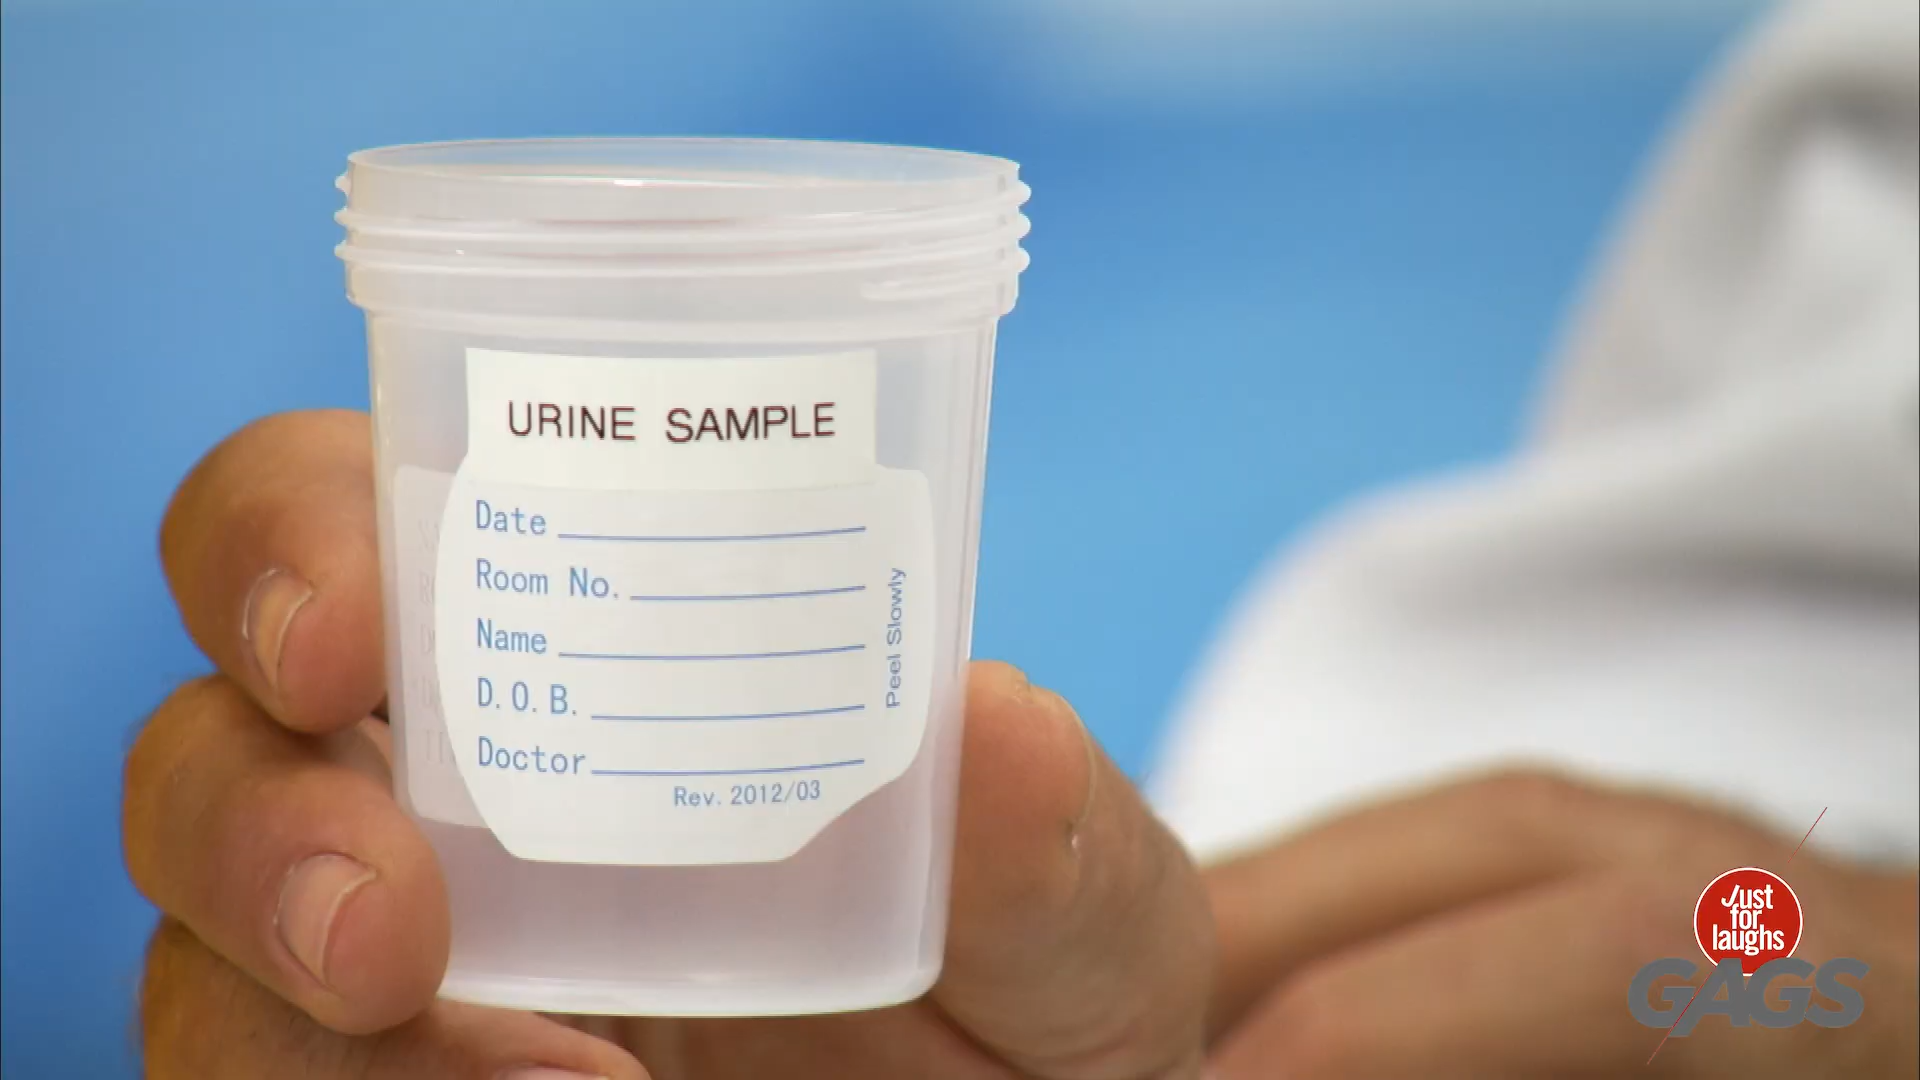 URINE SAMPLE
Date
Room No.
Name
D.O.B.
Doctor
Rev. 2012/03
Peel Slowly
Just
for
laughs
GAGS